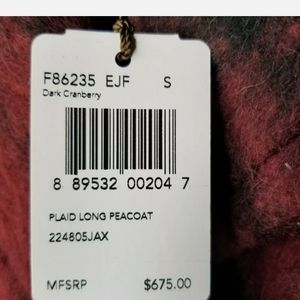 F86235 EJF S
Dark Cranberry
8 89532 00204 7
PLAID LONG PEACOAT
224805JAX
MFSRP $675.00